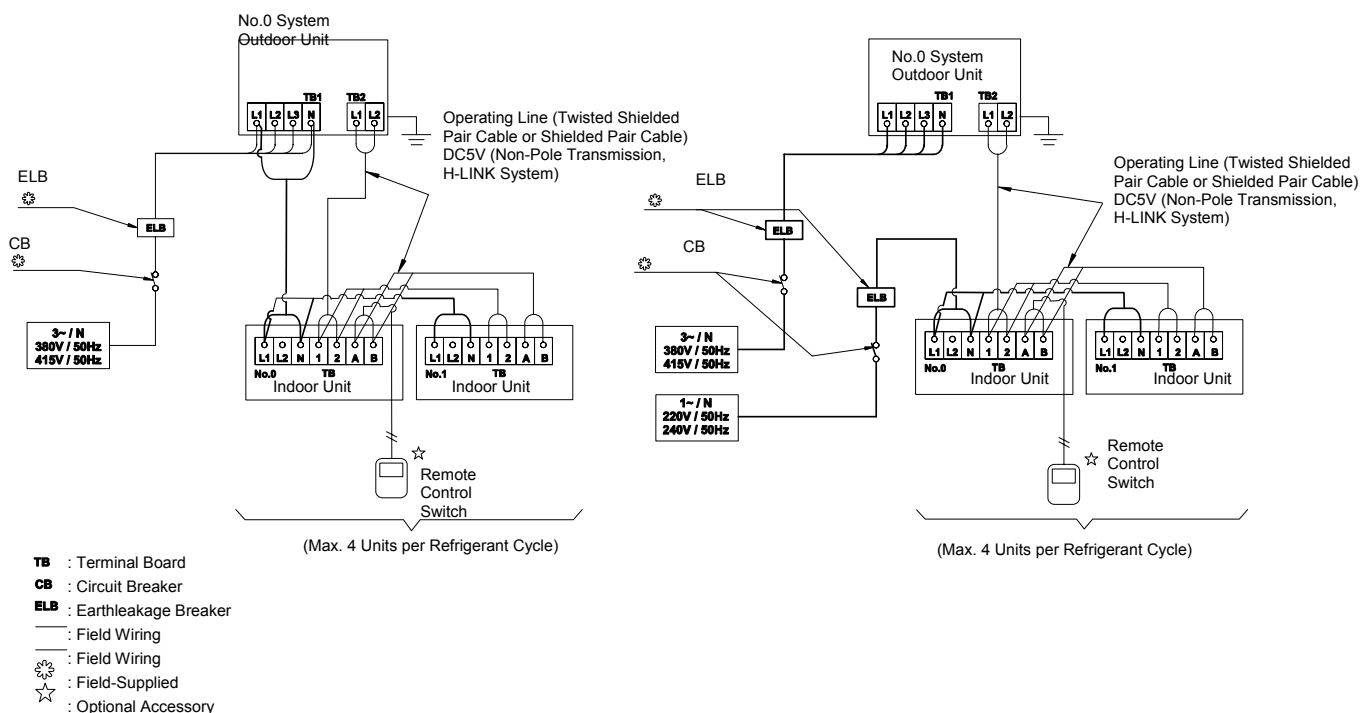 No.0 System
Outdoor Unit
TB1
TB2
L1 L2 L3 N
L1 L2
Operating Line (Twisted Shielded
Pair Cable or Shielded Pair Cable)
DC5V (Non-Pole Transmission,
H-LINK System)
ELB
ELB
CB
3~ / N
380V / 50Hz
415V / 50Hz
L1 L2 N 1 2 A B
No.0 TB
Indoor Unit
L1 L2 N 1 2 A B
No.1 TB
Indoor Unit
Remote
Control
Switch
(Max. 4 Units per Refrigerant Cycle)
No.0 System
Outdoor Unit
TB1
TB2
L1 L2 L3 N
L1 L2
Operating Line (Twisted Shielded
Pair Cable or Shielded Pair Cable)
DC5V (Non-Pole Transmission,
H-LINK System)
ELB
ELB
CB
ELB
3~ / N
380V / 50Hz
415V / 50Hz
1~ / N
220V / 50Hz
240V / 50Hz
L1 L2 N 1 2 A B
No.0 TB
Indoor Unit
L1 L2 N 1 2 A B
No.1 TB
Indoor Unit
Remote
Control
Switch
(Max. 4 Units per Refrigerant Cycle)
TB : Terminal Board
CB : Circuit Breaker
ELB : Earthleakage Breaker
: Field Wiring
: Field Wiring
: Field-Supplied
: Optional Accessory